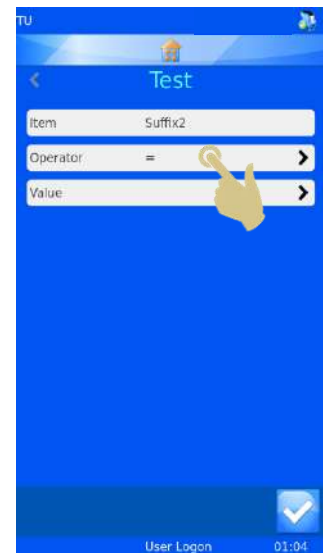 TU
Test
Item Suffix2
Operator =
Value
User Logon 01:04